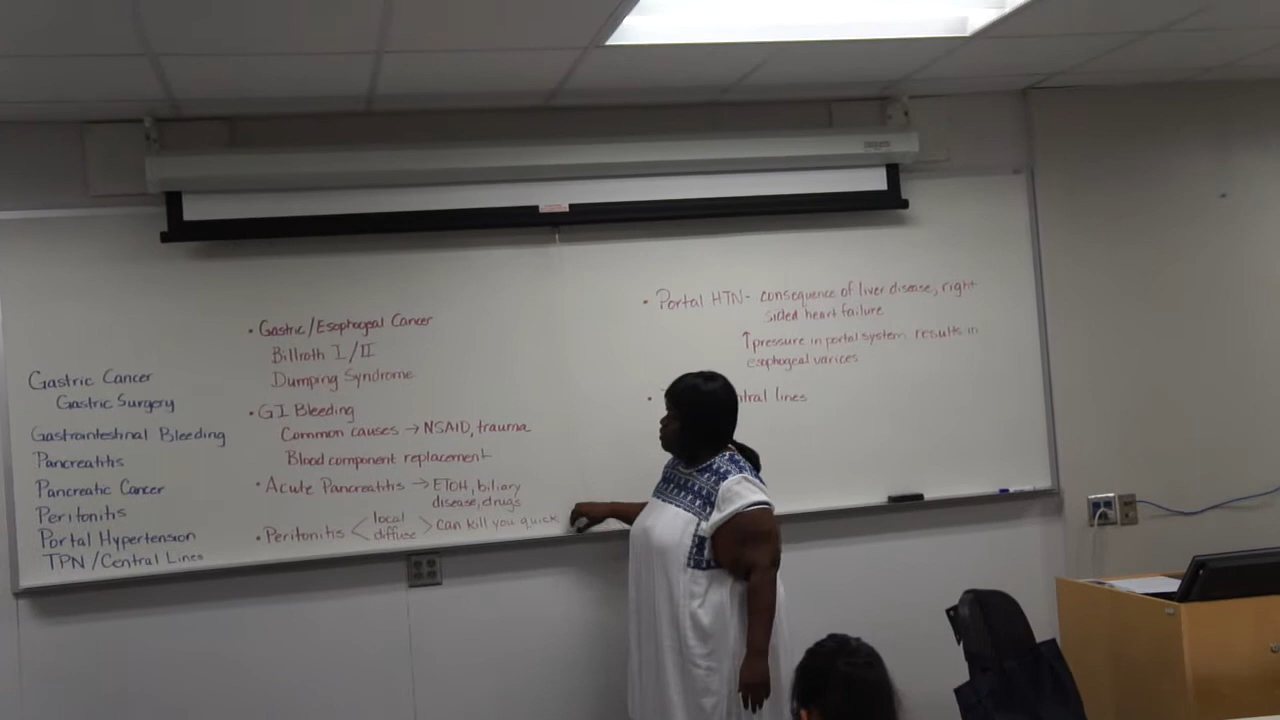 Gastric Cancer
Gastric Surgery
Gastrointestinal Bleeding
Pancreatitis
Pancreatic Cancer
Peritonitis
Portal Hypertension
TPN/Central Lines
• Gastric/Esophageal Cancer
Billroth I/II
Dumping Syndrome
• GI Bleeding
Common causes → NSAID, trauma
Blood component replacement
• Acute Pancreatitis → ETOH, biliary
disease, drugs
• Peritonitis < local
diffuse > can kill you quick
• Portal HTN - consequence of liver disease, right
sided heart failure
↑ pressure in portal system results in
esophageal varices
• ntral lines